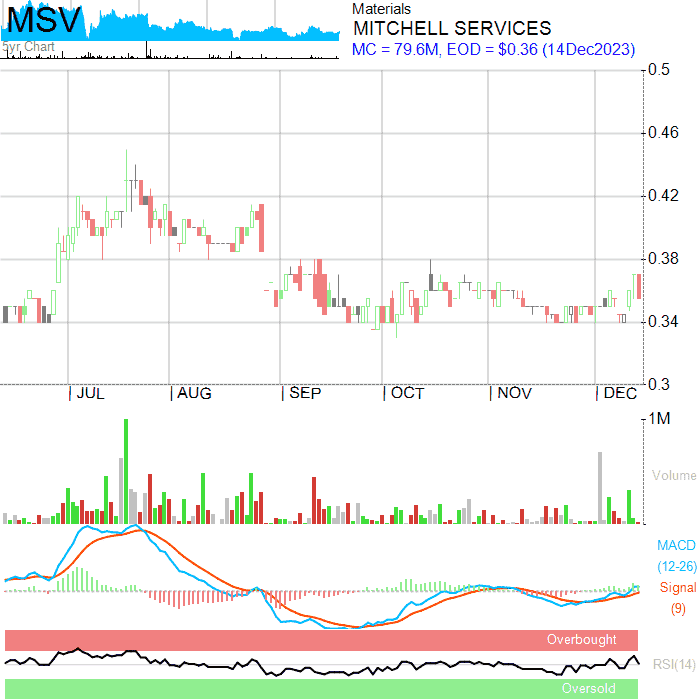 MSV
5yr Chart
Materials
MITCHELL SERVICES
MC = 79.6M, EOD = $0.36 (14Dec2023)
0.5
0.46
0.42
0.38
0.34
0.3
JUL AUG SEP OCT NOV DEC
1M
Volume
MACD
(12-26)
Signal
(9)
Overbought
RSI(14)
Oversold